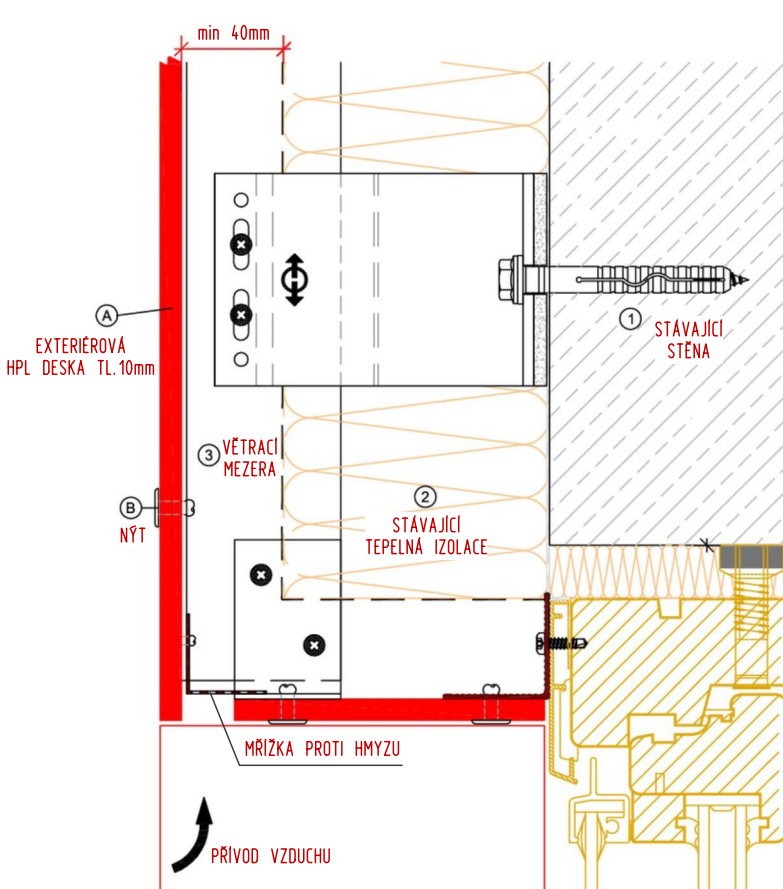 min 40mm
A
EXTERIÉROVÁ
HPL DESKA TL.10mm
1
STÁVAJÍCÍ
STĚNA
3
VĚTRACÍ
MEZERA
B
NÝT
2
STÁVAJÍCÍ
TEPELNÁ IZOLACE
MŘÍŽKA PROTI HMYZU
PŘÍVOD VZDUCHU